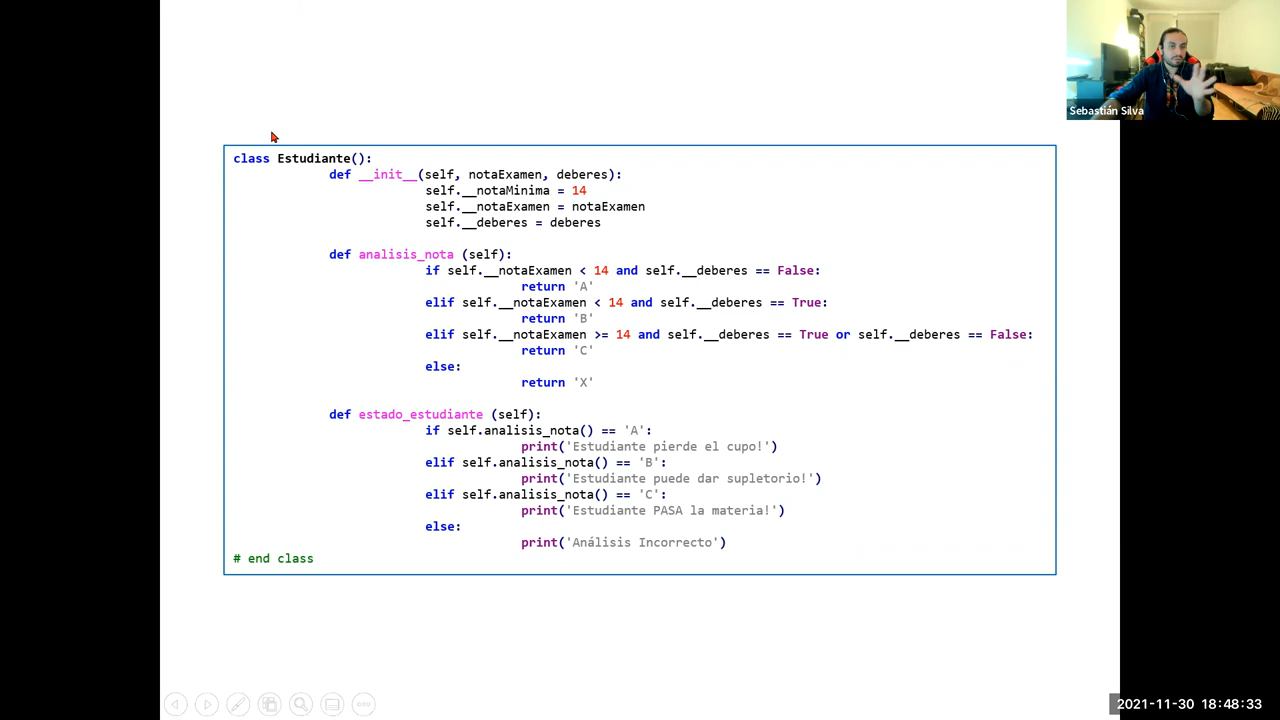 Sebastián Silva
class Estudiante():
def __init__(self, notaExamen, deberes):
self.__notaMinima = 14
self.__notaExamen = notaExamen
self.__deberes = deberes
def analisis_nota (self):
if self.__notaExamen < 14 and self.__deberes == False:
return 'A'
elif self.__notaExamen < 14 and self.__deberes == True:
return 'B'
elif self.__notaExamen >= 14 and self.__deberes == True or self.__deberes == False:
return 'C'
else:
return 'X'
def estado_estudiante (self):
if self.analisis_nota() == 'A':
print('Estudiante pierde el cupo!')
elif self.analisis_nota() == 'B':
print('Estudiante puede dar supletorio!')
elif self.analisis_nota() == 'C':
print('Estudiante PASA la materia!')
else:
print('Análisis Incorrecto')
# end class
2021-11-30 18:48:33